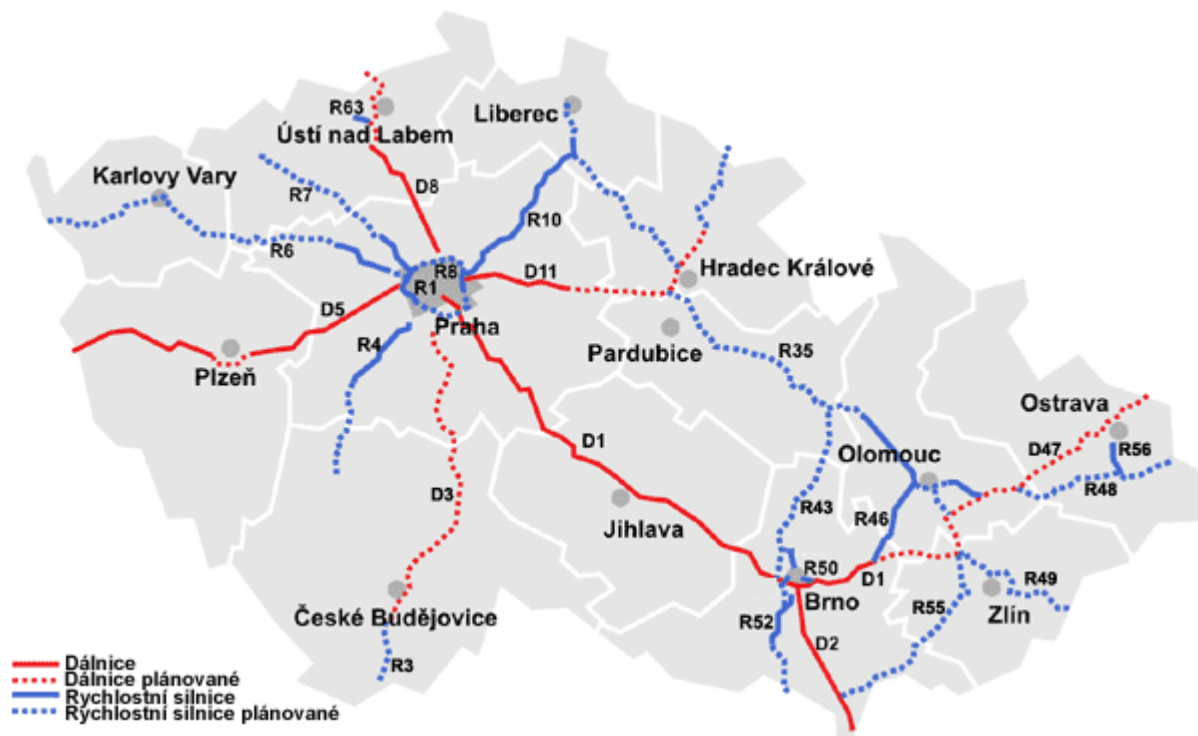 R63
Ústí nad Labem
Liberec
Karlovy Vary
R7
D8
R10
R6
R8
D11
Hradec Králové
R1
D5
Praha
R4
Pardubice
R35
Plzeň
Ostrava
D1
R56
Olomouc
D47
R48
D3
R43
Jihlava
R46
R50
D1
R49
Brno
R55
Zlín
České Budějovice
R52
D2
R3
Dálnice
Dálnice plánované
Rychlostní silnice
Rychlostní silnice plánované